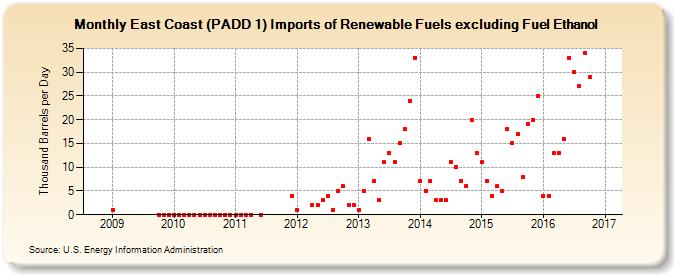 Monthly East Coast (PADD 1) Imports of Renewable Fuels excluding Fuel Ethanol
Thousand Barrels per Day
35
30
25
20
15
10
5
0
2009 2010 2011 2012 2013 2014 2015 2016 2017
Source: U.S. Energy Information Administration